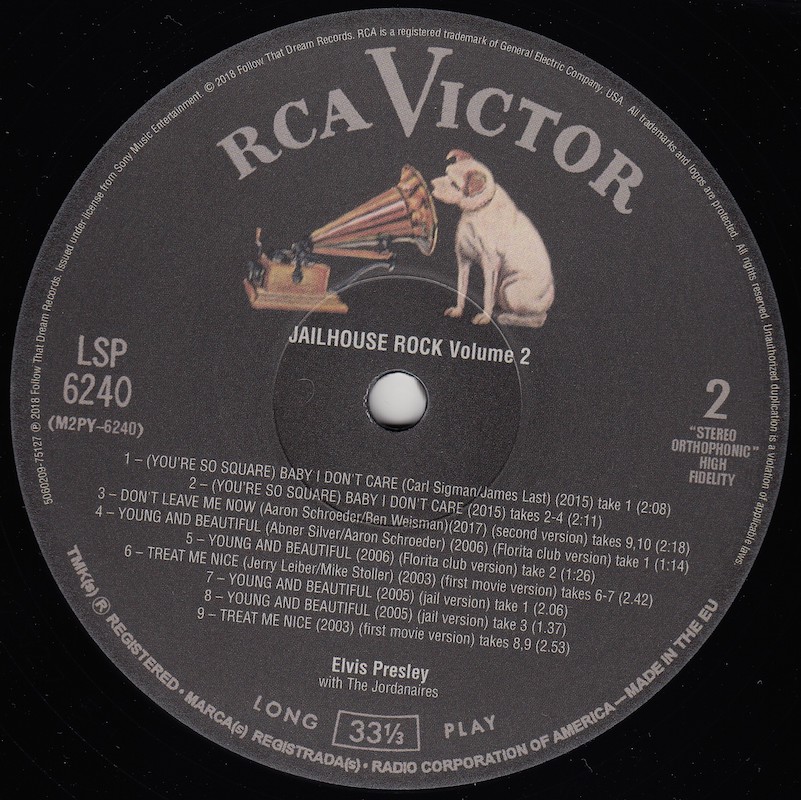 5060209-75127 ℗ 2018 Follow That Dream Records. Issued under license from Sony Music Entertainment. © 2018 Follow That Dream Records. RCA is a registered trademark of General Electric Company, USA. All trademarks and logos are protected. All rights reserved. Unauthorized duplication is a violation of applicable laws.
RCA VICTOR
JAILHOUSE ROCK Volume 2
LSP
6240
(M2PY–6240)
2
"STEREO
ORTHOPHONIC"
HIGH
FIDELITY
1 – (YOU'RE SO SQUARE) BABY I DON'T CARE (Carl Sigman/James Last) (2015) take 1 (2:08)
2 – (YOU'RE SO SQUARE) BABY I DON'T CARE (2015) takes 2-4 (2:11)
3 – DON'T LEAVE ME NOW (Aaron Schroeder/Ben Weisman)(2017) (second version) takes 9,10 (2:18)
4 – YOUNG AND BEAUTIFUL (Abner Silver/Aaron Schroeder) (2006) (Florita club version) take 1 (1:14)
5 – YOUNG AND BEAUTIFUL (2006) (Florita club version) take 2 (1:26)
6 – TREAT ME NICE (Jerry Leiber/Mike Stoller) (2003) (first movie version) takes 6-7 (2.42)
7 – YOUNG AND BEAUTIFUL (2005) (jail version) take 1 (2.06)
8 – YOUNG AND BEAUTIFUL (2005) (jail version) take 3 (1.37)
9 – TREAT ME NICE (2003) (first movie version) takes 8,9 (2.53)
Elvis Presley
with The Jordanaires
LONG 33⅓ PLAY
TMK(s) ® REGISTERED • MARCA(s) REGISTRADA(s) • RADIO CORPORATION OF AMERICA—MADE IN THE EU